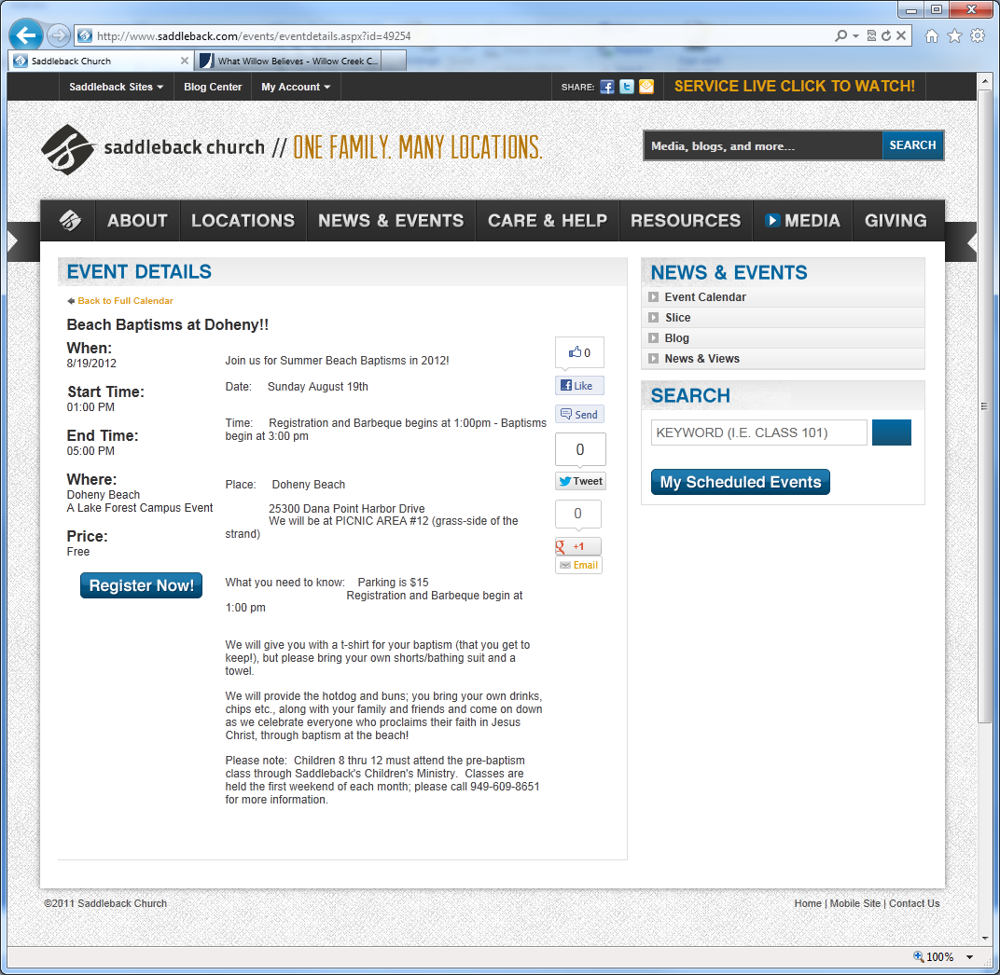 http://www.saddleback.com/events/eventdetails.aspx?id=49254
Saddleback Church
What Willow Believes - Willow Creek C...
Saddleback Sites
Blog Center
My Account
SHARE:
SERVICE LIVE CLICK TO WATCH!
saddleback church // ONE FAMILY. MANY LOCATIONS.
Media, blogs, and more...
SEARCH
ABOUT
LOCATIONS
NEWS & EVENTS
CARE & HELP
RESOURCES
MEDIA
GIVING
EVENT DETAILS
Back to Full Calendar
Beach Baptisms at Doheny!!
When:
8/19/2012
Start Time:
01:00 PM
End Time:
05:00 PM
Where:
Doheny Beach
A Lake Forest Campus Event
Price:
Free
Register Now!
Join us for Summer Beach Baptisms in 2012!
Date: Sunday August 19th
Time: Registration and Barbeque begins at 1:00pm - Baptisms
begin at 3:00 pm
Place: Doheny Beach
25300 Dana Point Harbor Drive
We will be at PICNIC AREA #12 (grass-side of the
strand)
What you need to know: Parking is $15
Registration and Barbeque begin at
1:00 pm
We will give you with a t-shirt for your baptism (that you get to
keep!), but please bring your own shorts/bathing suit and a
towel.
We will provide the hotdog and buns; you bring your own drinks,
chips etc., along with your family and friends and come on down
as we celebrate everyone who proclaims their faith in Jesus
Christ, through baptism at the beach!
Please note: Children 8 thru 12 must attend the pre-baptism
class through Saddleback's Children's Ministry. Classes are
held the first weekend of each month; please call 949-609-8651
for more information.
0
Like
Send
0
Tweet
0
+1
Email
NEWS & EVENTS
Event Calendar
Slice
Blog
News & Views
SEARCH
KEYWORD (I.E. CLASS 101)
My Scheduled Events
©2011 Saddleback Church
Home | Mobile Site | Contact Us
100%